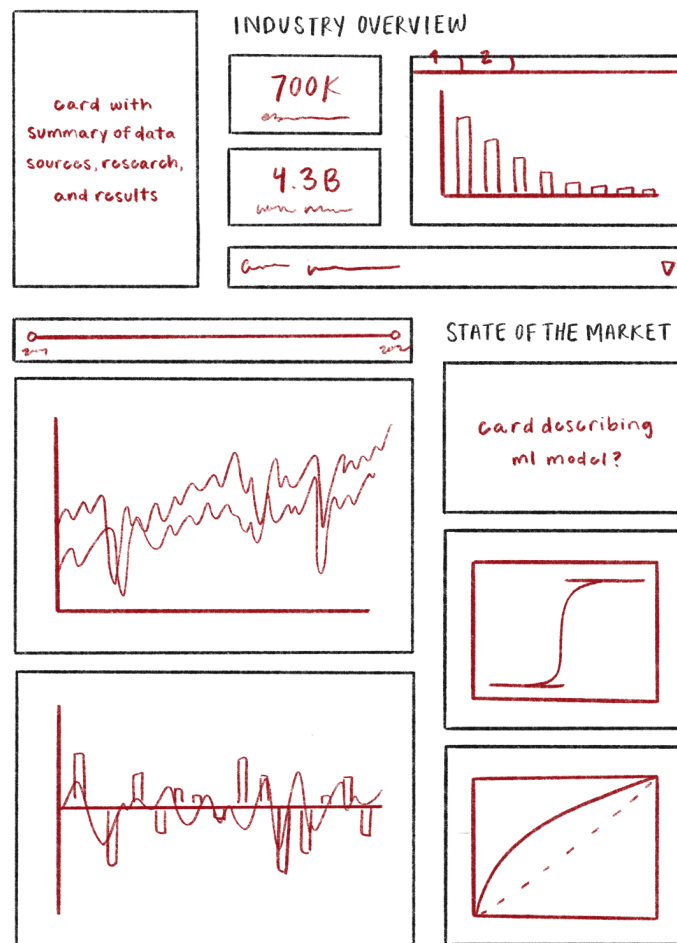 INDUSTRY OVERVIEW
card with
summary of data
sources, research,
and results
700K
4.3B
1 2
STATE OF THE MARKET
card describing
ml model?